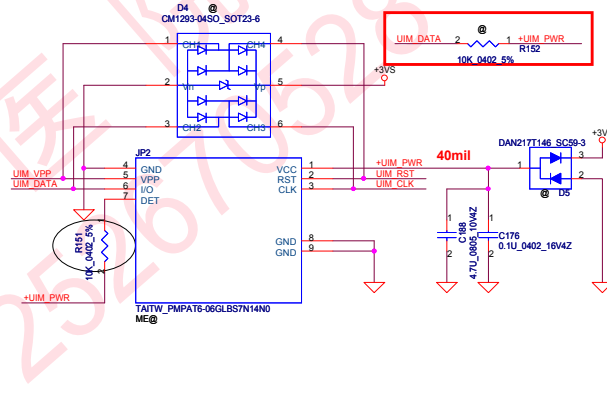 D4 @
CM1293-04SO_SOT23-6
CH1 CH4
1 4
Vn Vp
2 5
CH2 CH3
3 6
+3VS
@
UIM_DATA 2 1 +UIM_PWR
R152
10K_0402_5%
JP2
UIM_VPP
UIM_DATA
4 GND
5 VPP
6 I/O
7 DET
VCC 1
RST 2
CLK 3
GND 8
GND 9
+UIM_PWR
UIM_RST
UIM_CLK
40mil
DAN217T146_SC59-3
+3V
1
3
2
@ D5
R151
10K_0402_5%
1
2
+UIM_PWR
1
2
C188
4.7U_0805_10V4Z
1
2
C176
0.1U_0402_16V4Z
TAITW_PMPAT6-06GLBS7N14N0
ME@
医
252670528